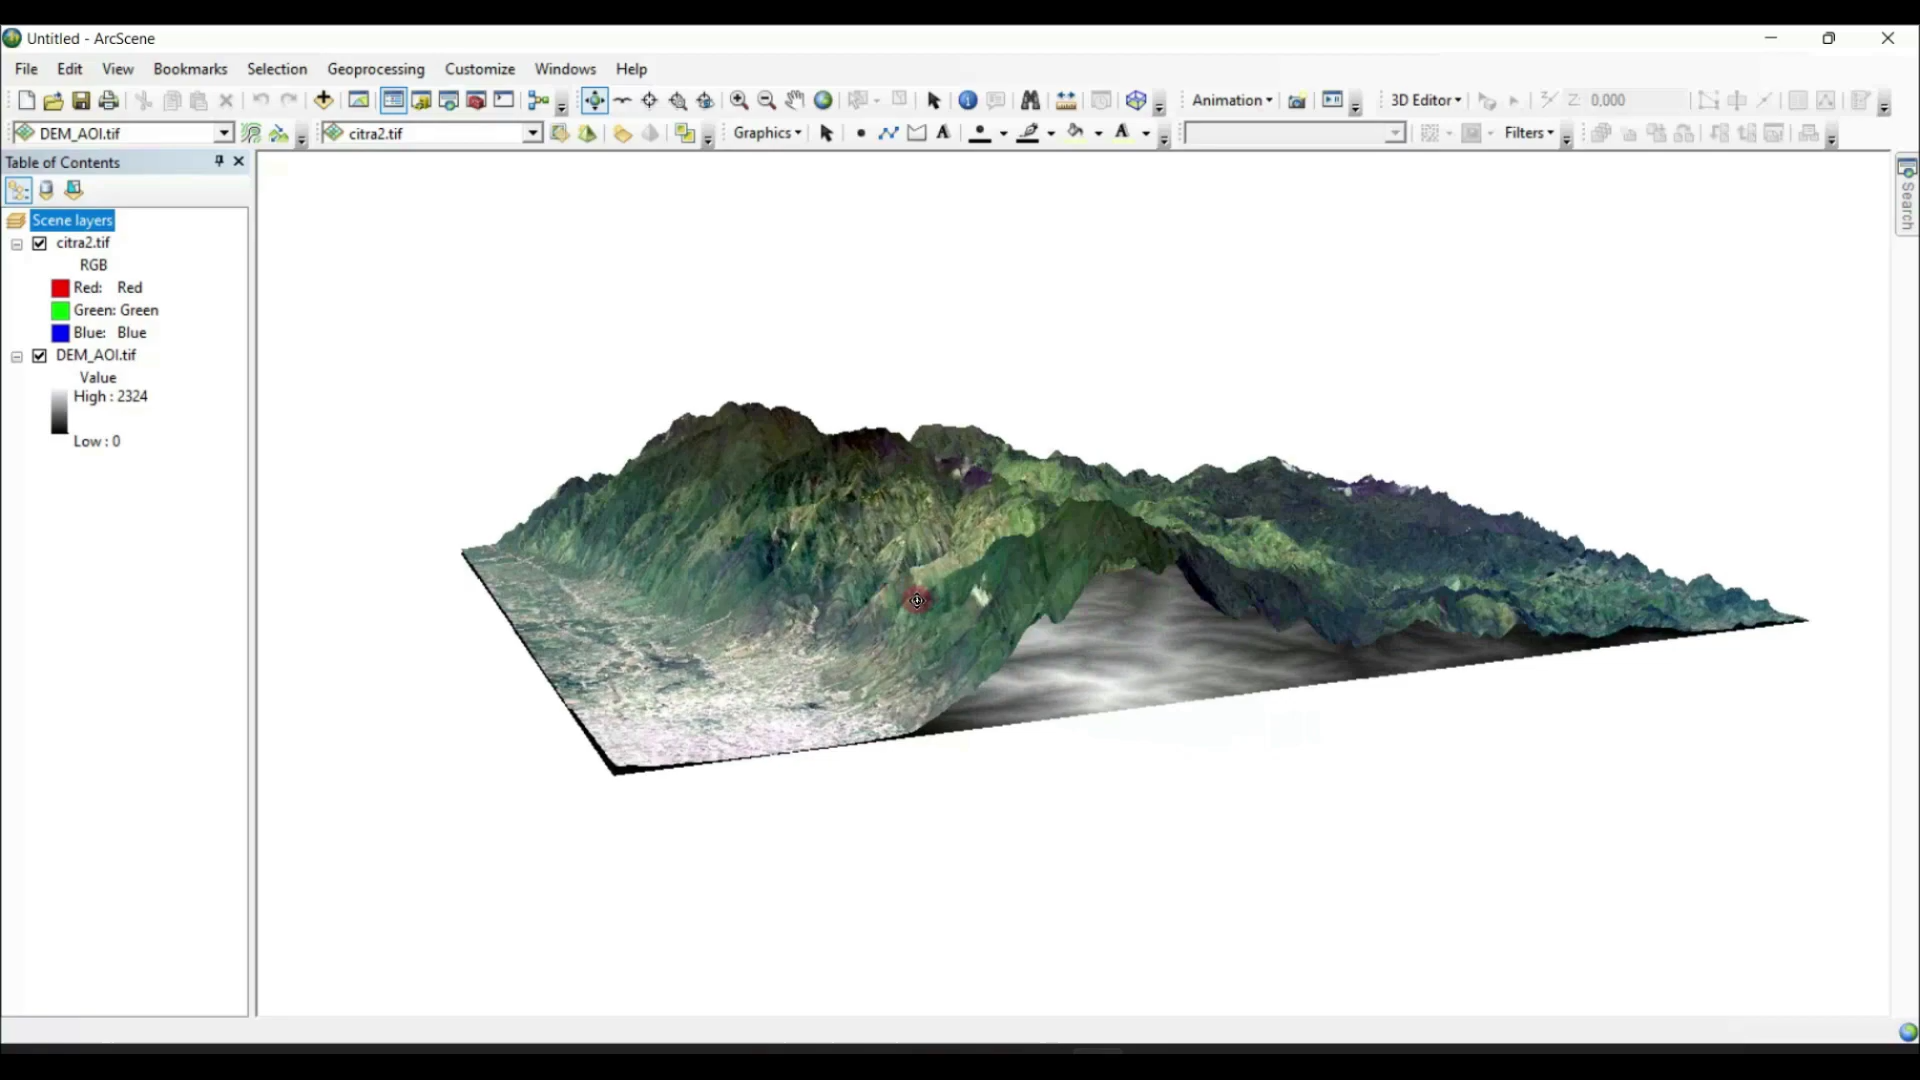 Untitled - ArcScene
File Edit View Bookmarks Selection Geoprocessing Customize Windows Help
Animation 3D Editor Z: 0,000
DEM_AOI.tif citra2.tif Graphics A A Filters
Table of Contents
Search
Scene layers
citra2.tif
RGB
Red: Red
Green: Green
Blue: Blue
DEM_AOI.tif
Value
High : 2324
Low : 0